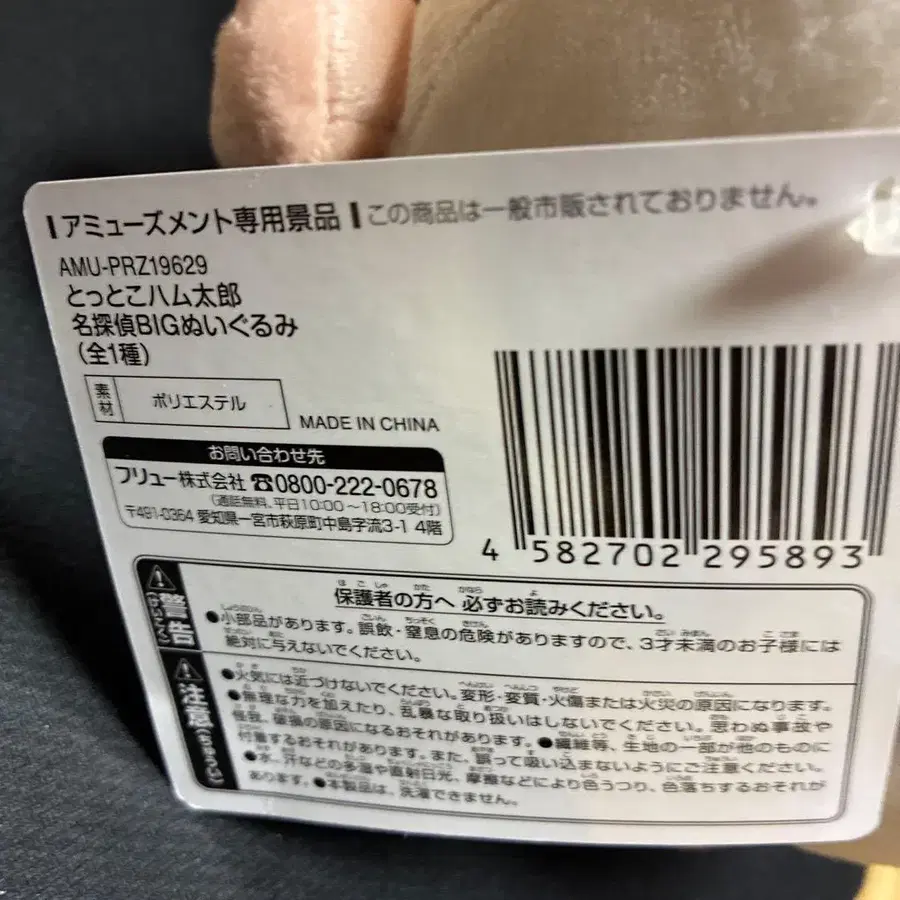 アミューズメント専用景品 この商品は一般市販されておりません。
AMU-PRZ19629
とっとこハム太郎
名探偵BIGぬいぐるみ
(全1種)
素材 ポリエステル
MADE IN CHINA
お問い合わせ先
フリュー株式会社 ☎0800-222-0678
(通話無料、平日10:00～18:00受付)
〒491-0364 愛知県一宮市萩原町中島字流3-1 4階
4 582702 295893
⚠警告(けいこく)
保護者の方へ 必ずお読みください。
●小部品があります。誤飲・窒息の危険がありますので、3才未満のお子様には
絶対に与えないでください。
⚠注意(ちゅうい)
●火気には近づけないでください。変形・変質・火傷または火災の原因になります。
●無理な力を加えたり、乱暴な取り扱いはしないでください。思わぬ事故や
怪我、破損の原因になるおそれがあります。●繊維等、生地の一部が他のものに
付着するおそれがあります。また、誤って吸い込まないようにご注意ください。
●水、汗などの多湿や直射日光、摩擦などにより色うつり、色落ちするおそれが
あります。●本製品は、洗濯できません。